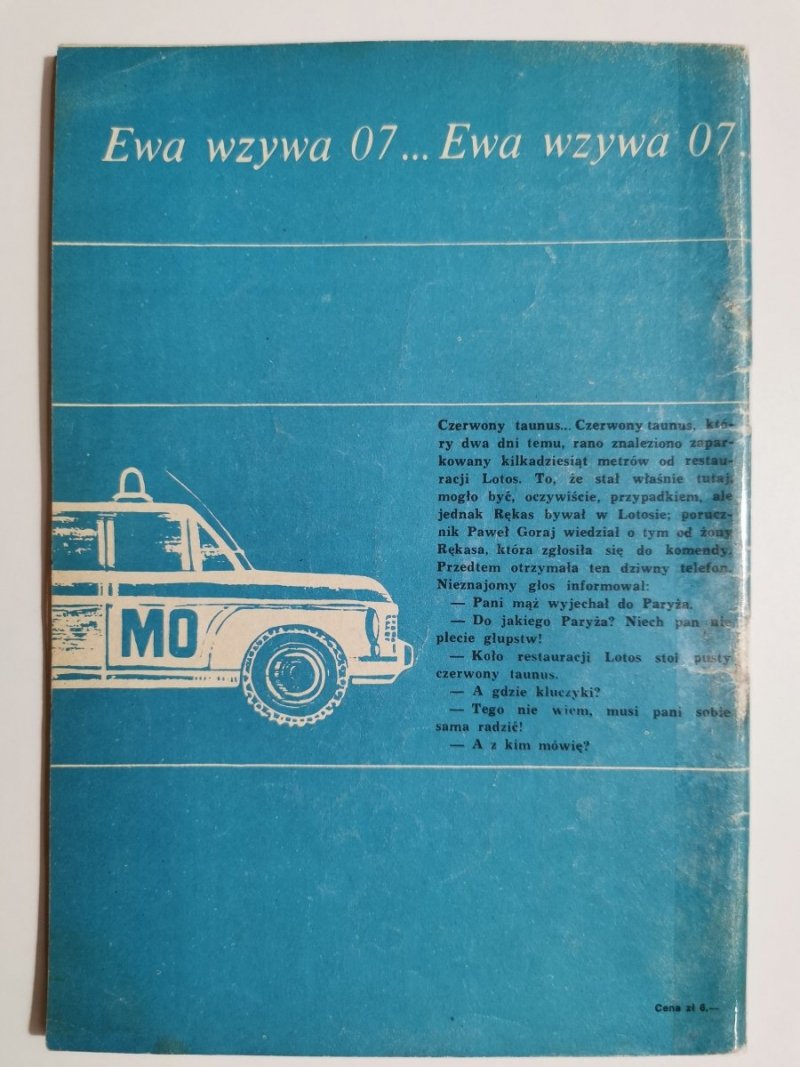 Ewa wzywa 07... Ewa wzywa 07.
Czerwony taunus... Czerwony taunus, któ-
ry dwa dni temu, rano znaleziono zapar-
kowany kilkadziesiąt metrów od restau-
racji Lotos. To, że stał właśnie tutaj,
mogło być, oczywiście, przypadkiem, ale
jednak Rękas bywał w Lotosie; porucz-
nik Paweł Goraj wiedział o tym od żony
Rękasa, która zgłosiła się do komendy.
Przedtem otrzymała ten dziwny telefon.
Nieznajomy głos informował:
— Pani mąż wyjechał do Paryża.
— Do jakiego Paryża? Niech pan nie
plecie głupstw!
— Koło restauracji Lotos stoi pusty
czerwony taunus.
— A gdzie kluczyki?
— Tego nie wiem, musi pani sobie
sama radzić!
— A z kim mówię?
MO
Cena zł 6,—